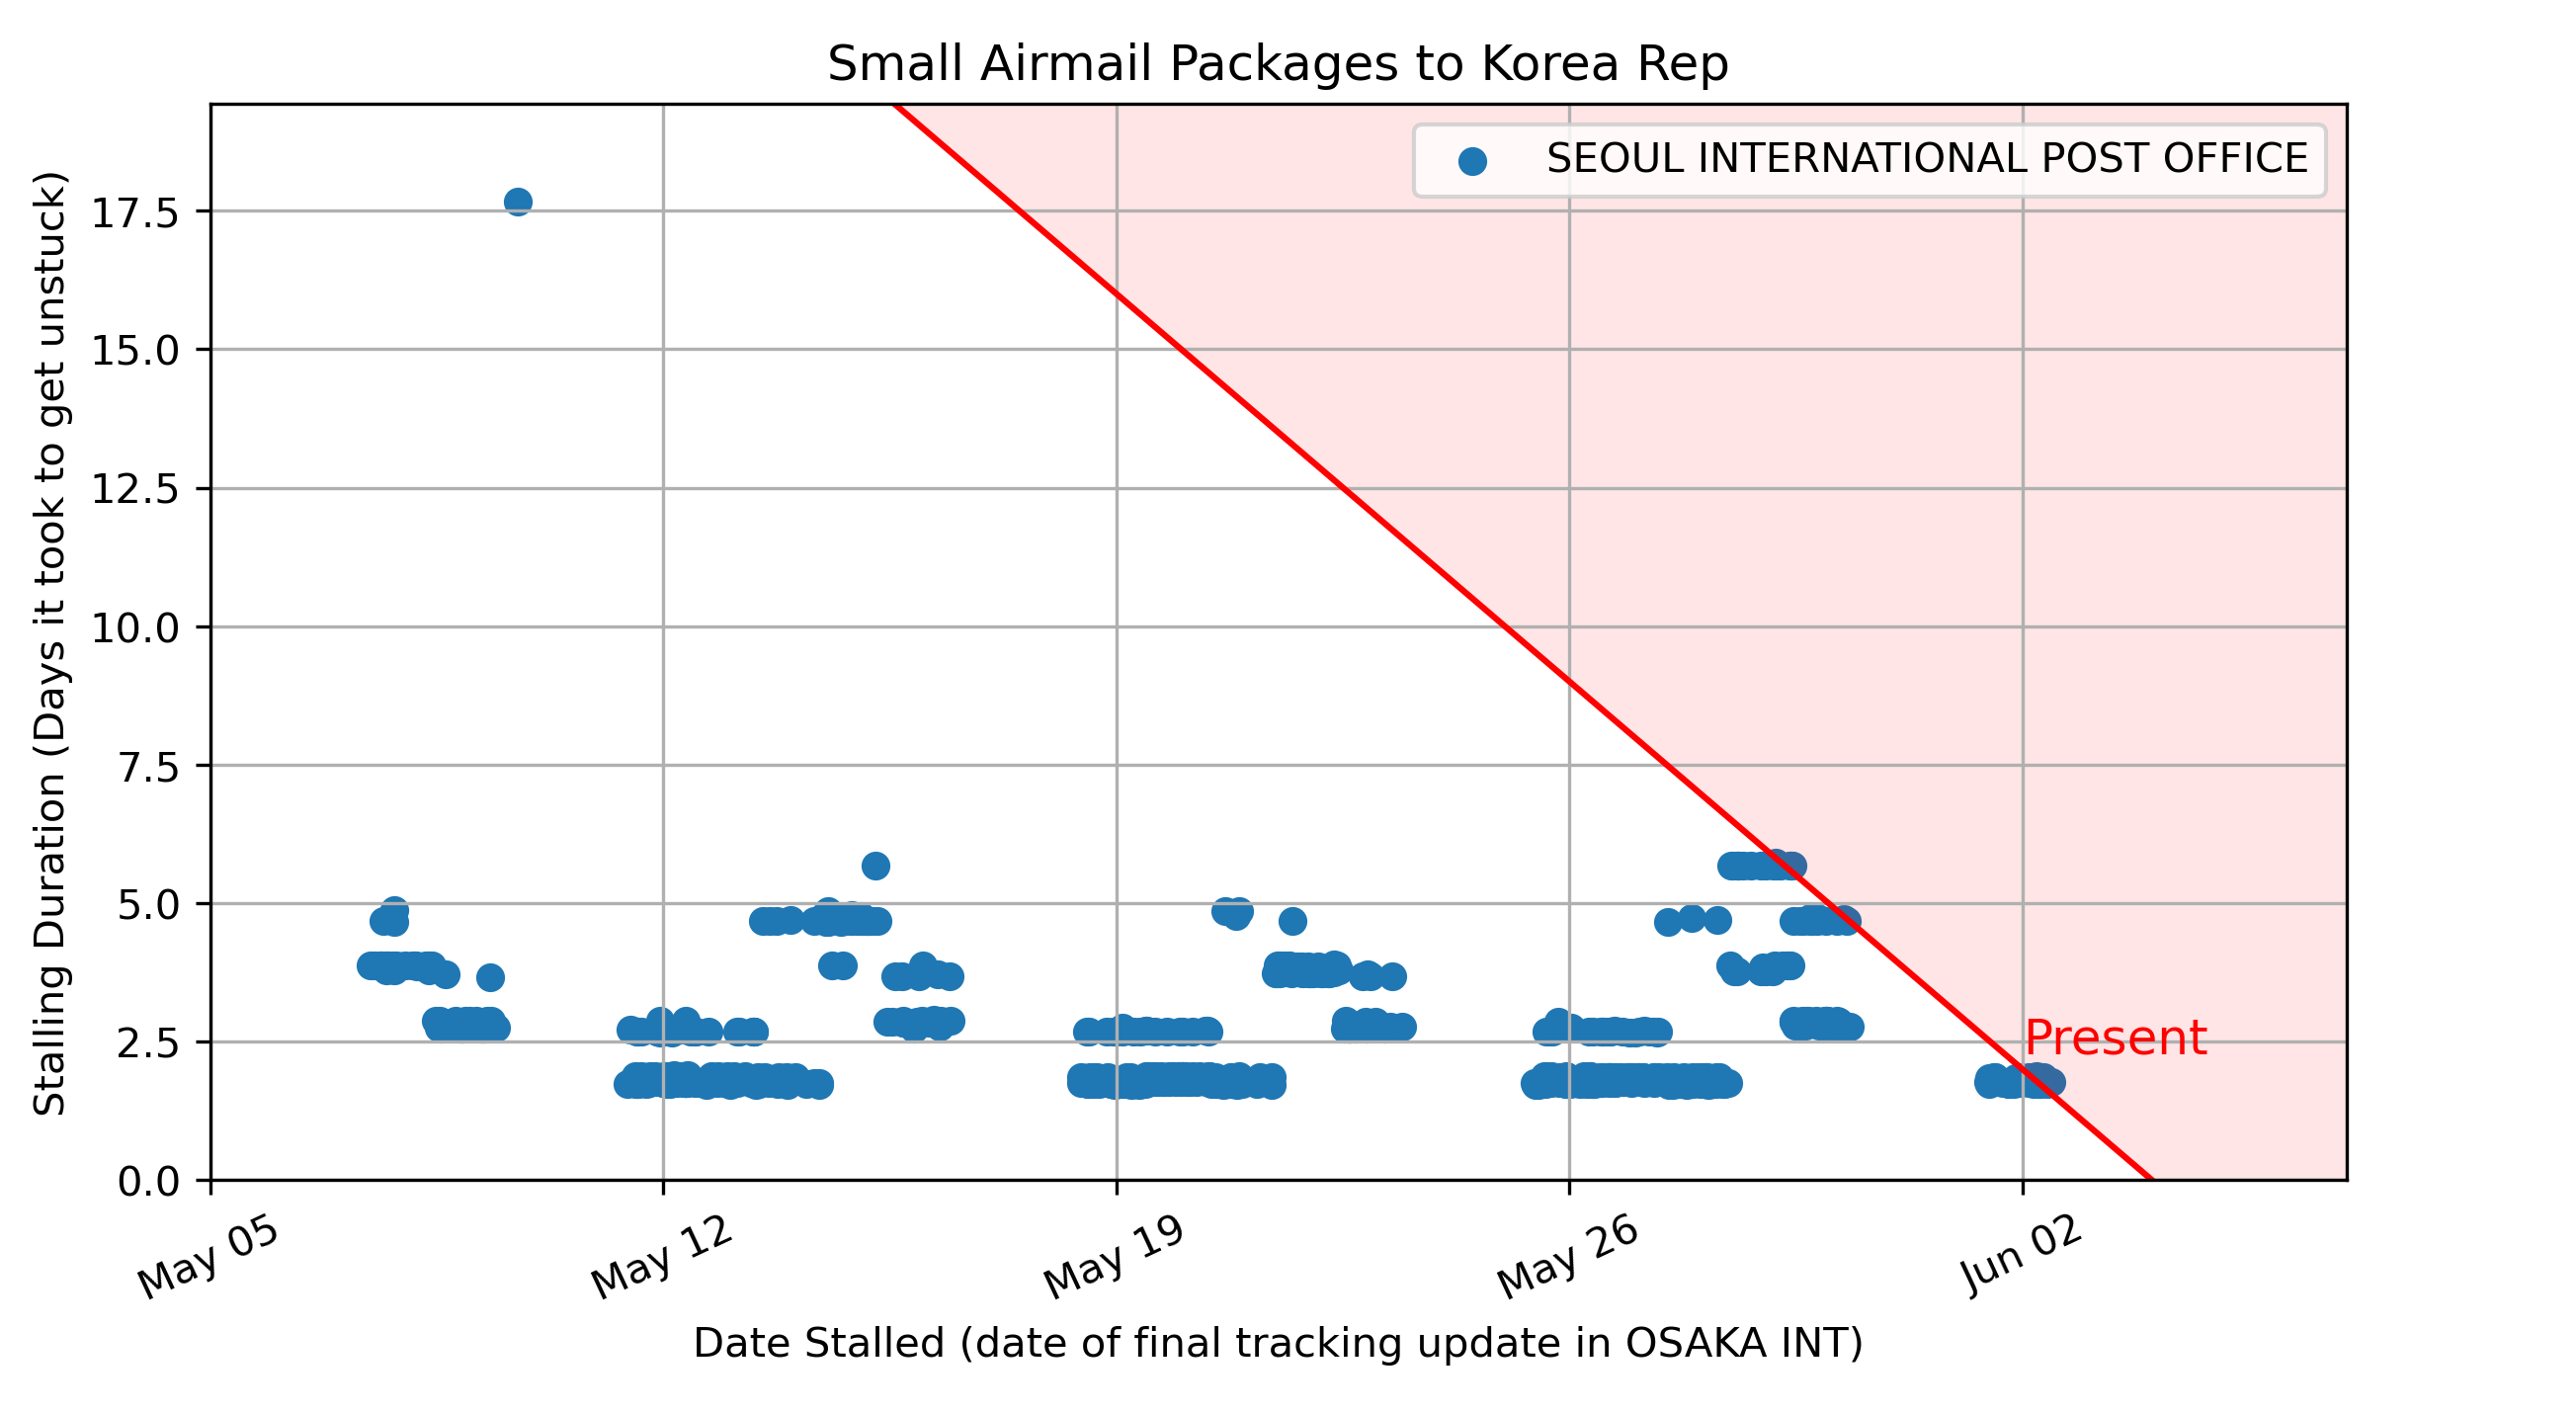 Small Airmail Packages to Korea Rep
SEOUL INTERNATIONAL POST OFFICE
Stalling Duration (Days it took to get unstuck)
17.5
15.0
12.5
10.0
7.5
5.0
2.5
0.0
Present
May 05
May 12
May 19
May 26
Jun 02
Date Stalled (date of final tracking update in OSAKA INT)